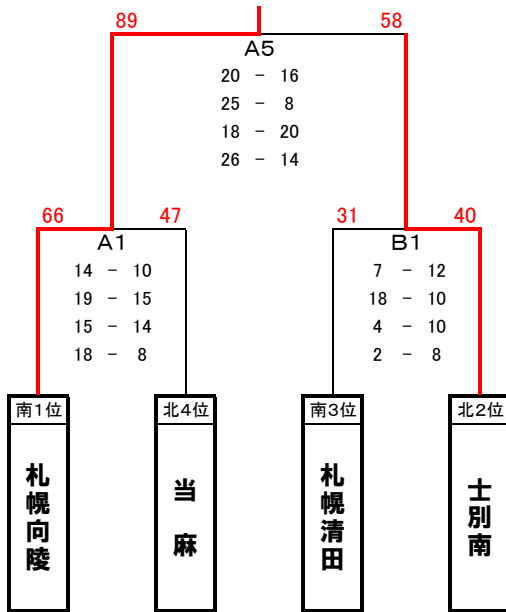 89 58
A5
20 - 16
25 - 8
18 - 20
26 - 14
66 47 31 40
A1 B1
14 - 10 7 - 12
19 - 15 18 - 10
15 - 14 4 - 10
18 - 8 2 - 8
南1位 北4位 南3位 北2位
札幌向陵
当麻
札幌清田
士別南